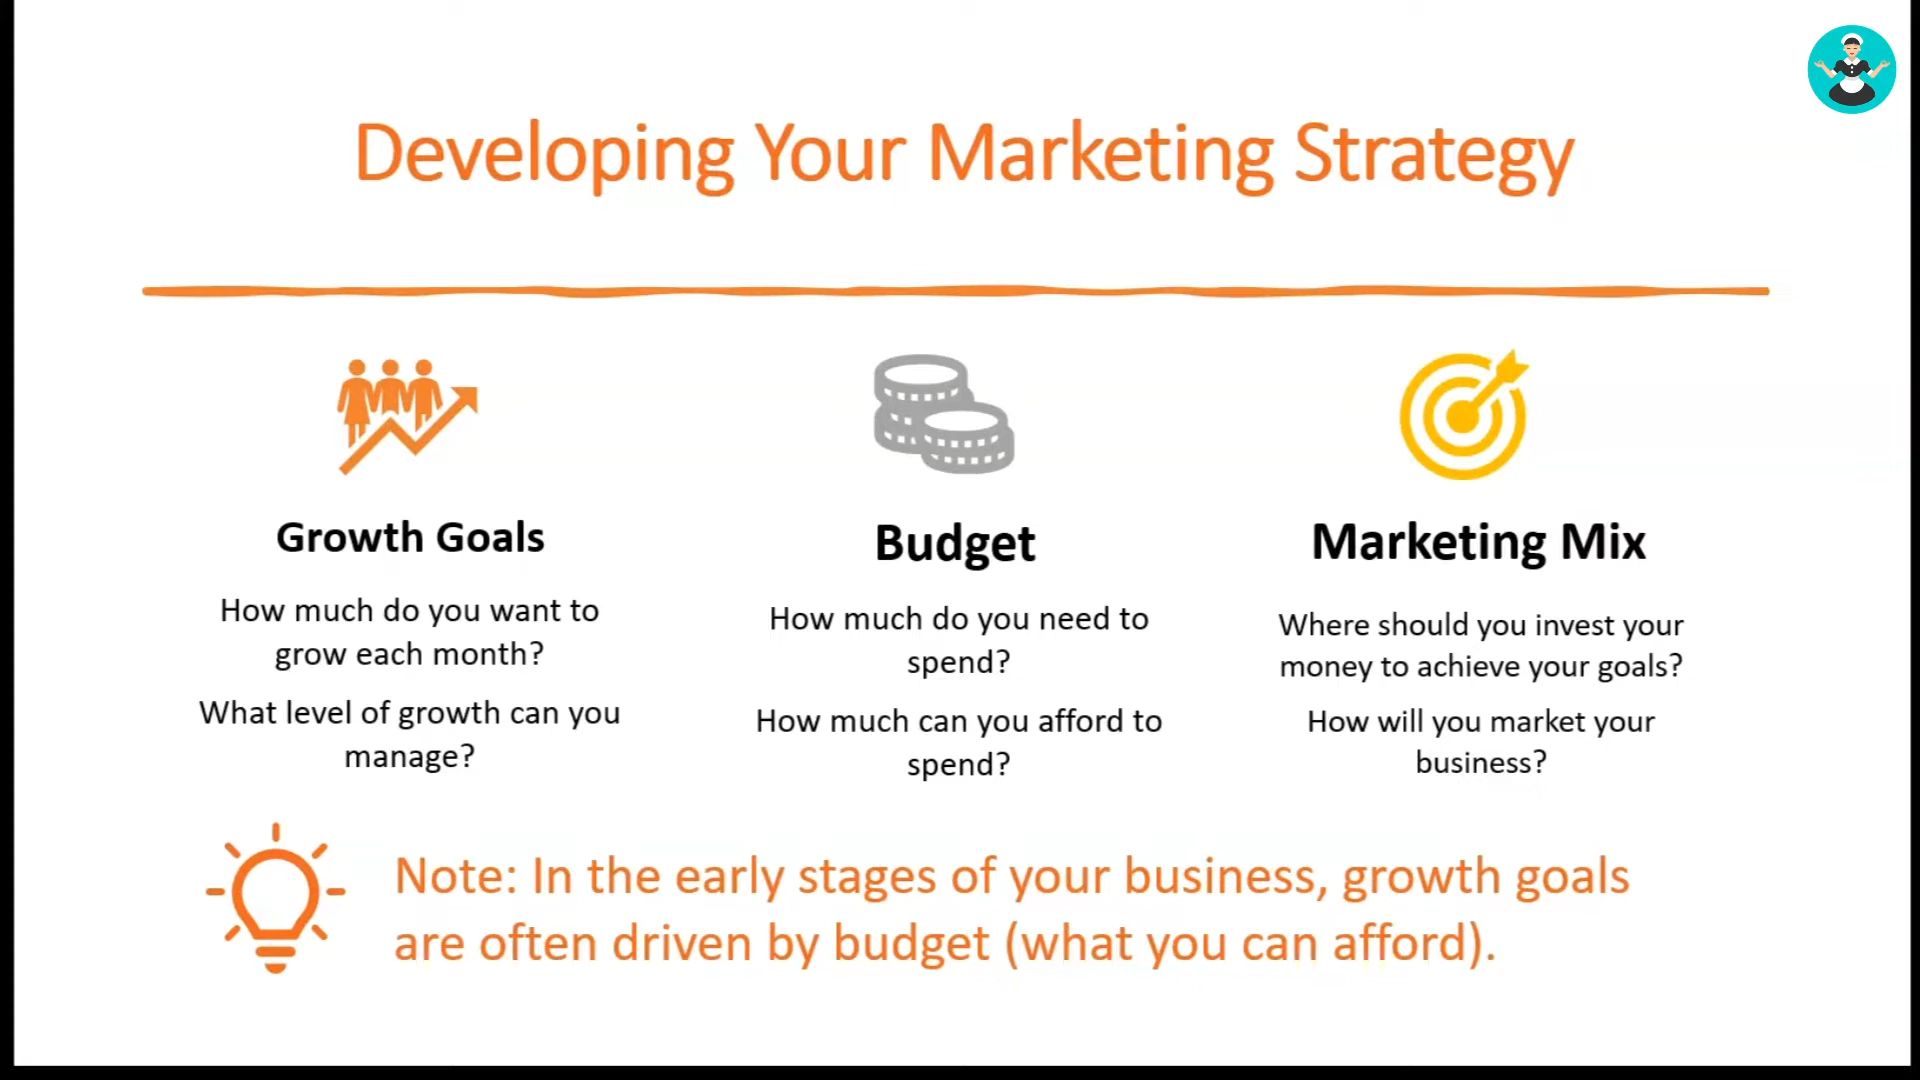 Developing Your Marketing Strategy
Growth Goals
How much do you want to
grow each month?
What level of growth can you
manage?
Budget
How much do you need to
spend?
How much can you afford to
spend?
Marketing Mix
Where should you invest your
money to achieve your goals?
How will you market your
business?
Note: In the early stages of your business, growth goals
are often driven by budget (what you can afford).